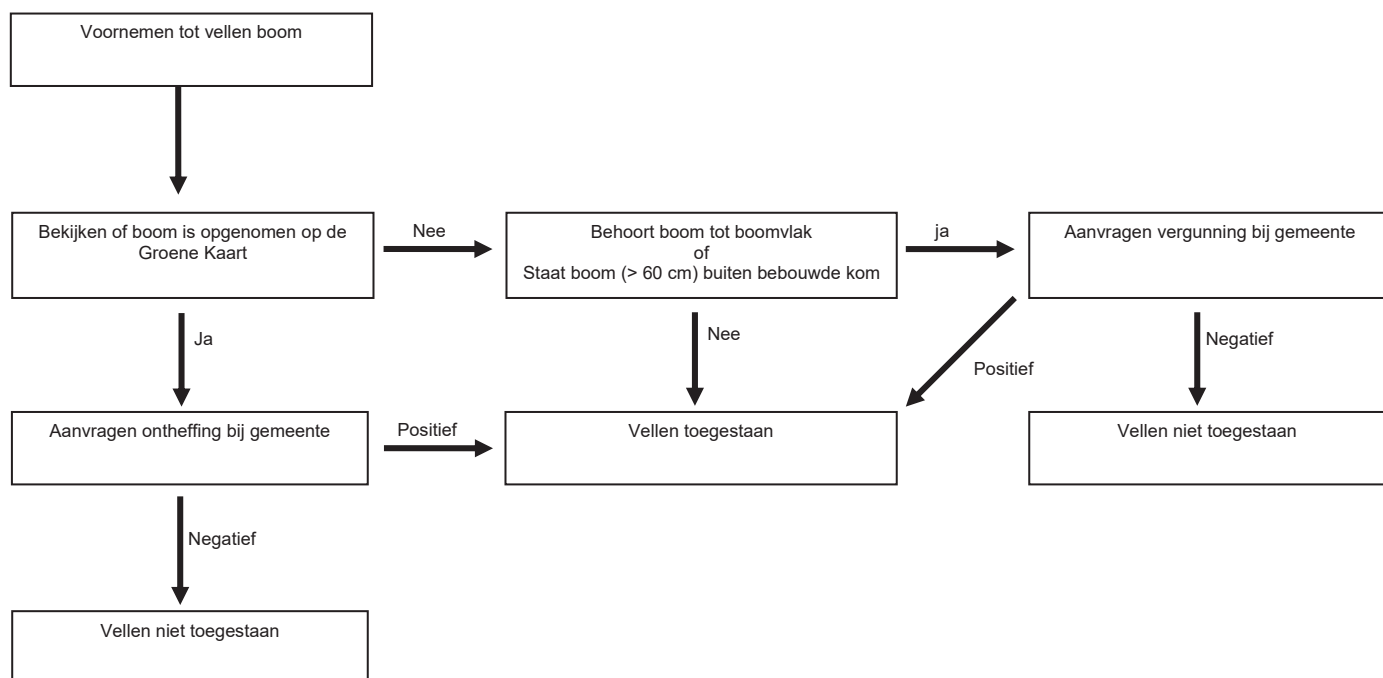 Voornemen tot vellen boom
Bekijken of boom is opgenomen op de
Groene Kaart
Nee
Behoort boom tot boomvlak
of
Staat boom (> 60 cm) buiten bebouwde kom
ja
Aanvragen vergunning bij gemeente
Ja
Nee
Positief
Negatief
Aanvragen ontheffing bij gemeente
Positief
Vellen toegestaan
Vellen niet toegestaan
Negatief
Vellen niet toegestaan